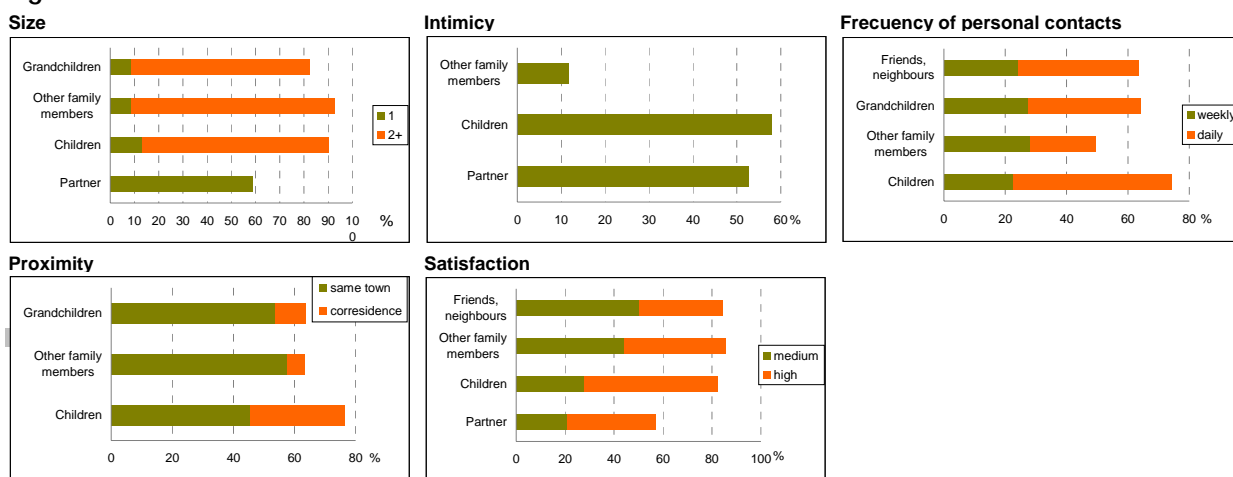 Size
Grandchildren
Other family
members
Children
Partner
0 10 20 30 40 50 60 70 80 90 10
0
%
1
2+
Intimicy
Other family
members
Children
Partner
0 10 20 30 40 50 60 %
Frecuency of personal contacts
Friends,
neighbours
Grandchildren
Other family
members
Children
0 20 40 60 80 %
weekly
daily
Proximity
same town
corresidence
Grandchildren
Other family
members
Children
0 20 40 60 80 %
Satisfaction
Friends,
neighbours
Other family
members
Children
Partner
0 20 40 60 80 100 %
medium
high